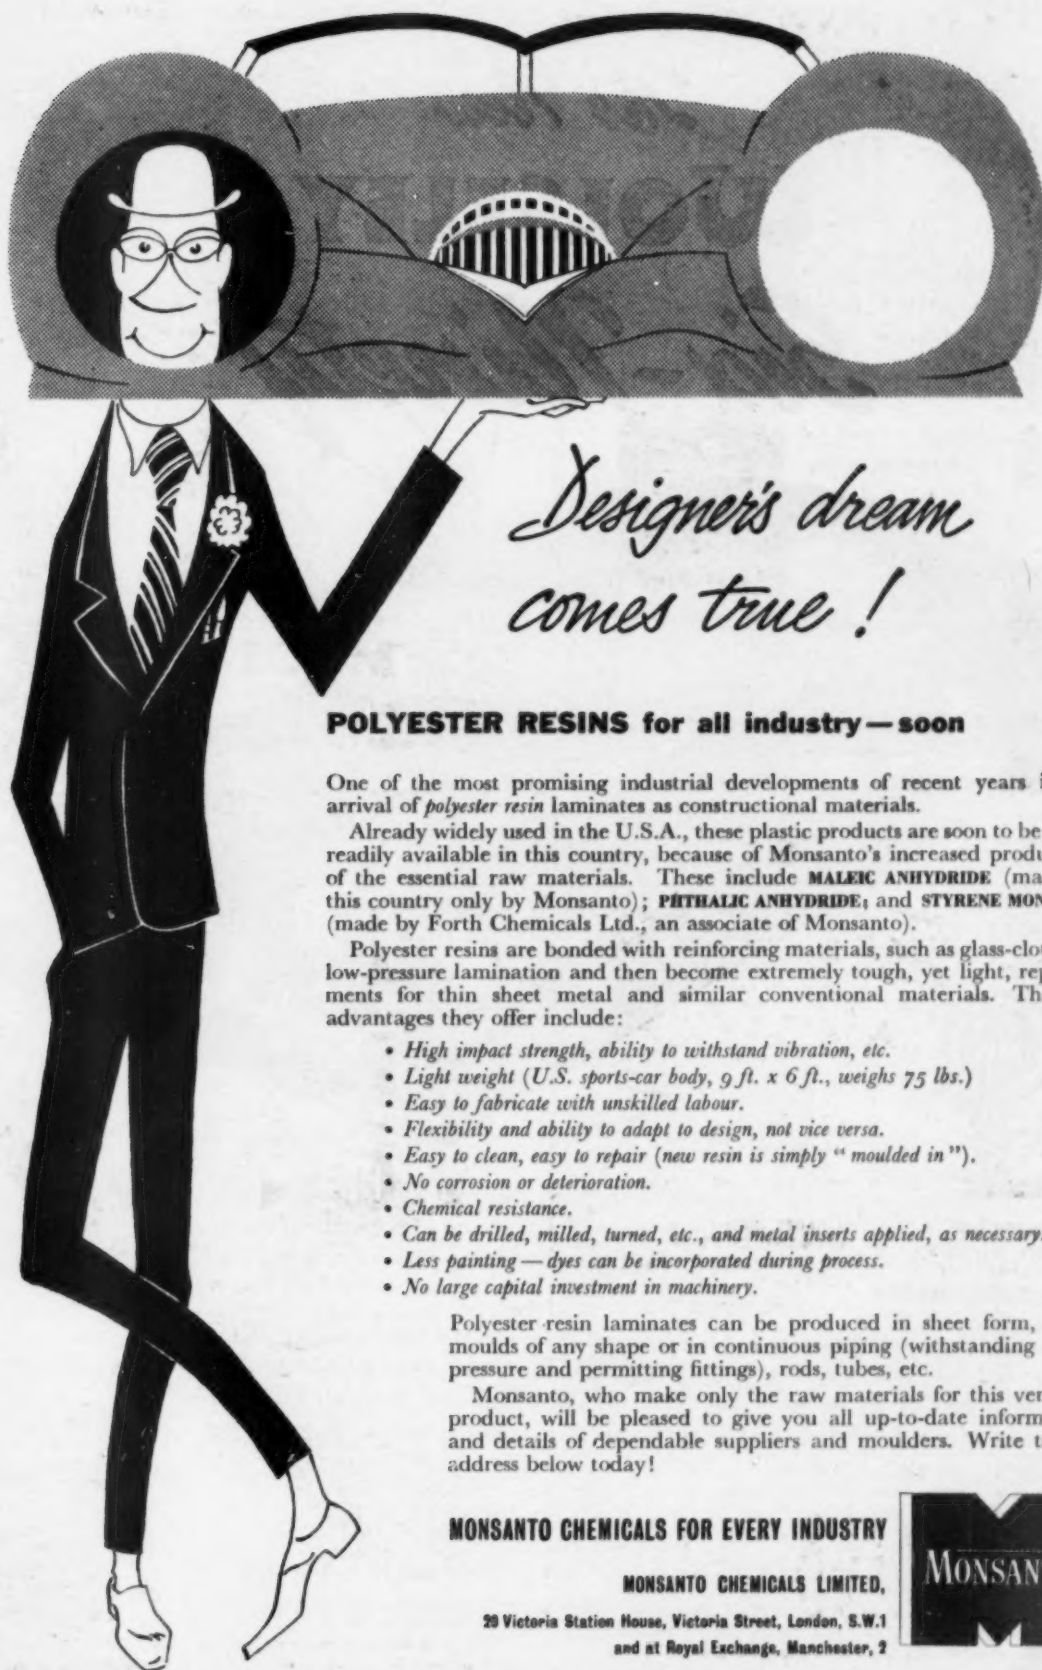 Designer's dream
comes true!
POLYESTER RESINS for all industry—soon
One of the most promising industrial developments of recent years
arrival of polyester resin laminates as constructional materials.
Already widely used in the U.S.A., these plastic products are soon to be
readily available in this country, because of Monsanto's increased
of the essential raw materials. These include MALEIC ANHYDRIDE
this country only by Monsanto); PHTHALIC ANHYDRIDE; and STYRENE
(made by Forth Chemicals Ltd., an associate of Monsanto).
Polyester resins are bonded with reinforcing materials, such as
low-pressure lamination and then become extremely tough, yet light,
ments for thin sheet metal and similar conventional materials.
advantages they offer include:
• High impact strength, ability to withstand vibration, etc.
• Light weight (U.S. sports-car body, 9 ft. x 6 ft., weighs 75 lbs.)
• Easy to fabricate with unskilled labour.
• Flexibility and ability to adapt to design, not vice versa.
• Easy to clean, easy to repair (new resin is simply " moulded in ").
• No corrosion or deterioration.
• Chemical resistance.
• Can be drilled, milled, turned, etc., and metal inserts applied, as necessary.
• Less painting — dyes can be incorporated during process.
• No large capital investment in machinery.
Polyester resin laminates can be produced in sheet form,
moulds of any shape or in continuous piping (withstanding
pressure and permitting fittings), rods, tubes, etc.
Monsanto, who make only the raw materials for this
product, will be pleased to give you all up-to-date
and details of dependable suppliers and moulders. Write
address below today!
MONSANTO CHEMICALS FOR EVERY INDUSTRY
MONSANTO CHEMICALS LIMITED,
29 Victoria Station House, Victoria Street, London, S.W.1
and at Royal Exchange, Manchester, 2